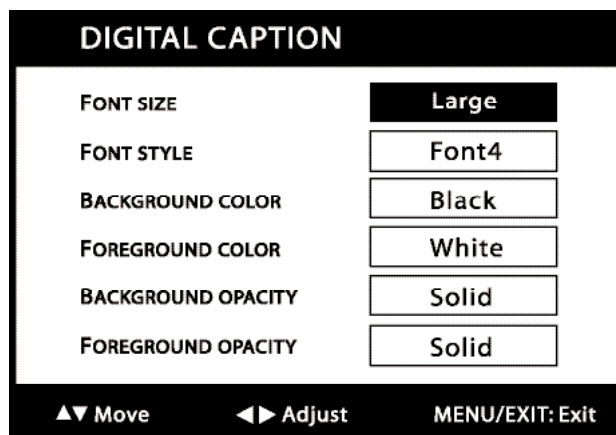 DIGITAL CAPTION
FONT SIZE Large
FONT STYLE Font4
BACKGROUND COLOR Black
FOREGROUND COLOR White
BACKGROUND OPACITY Solid
FOREGROUND OPACITY Solid
▲▼ Move ◀▶ Adjust MENU/EXIT: Exit